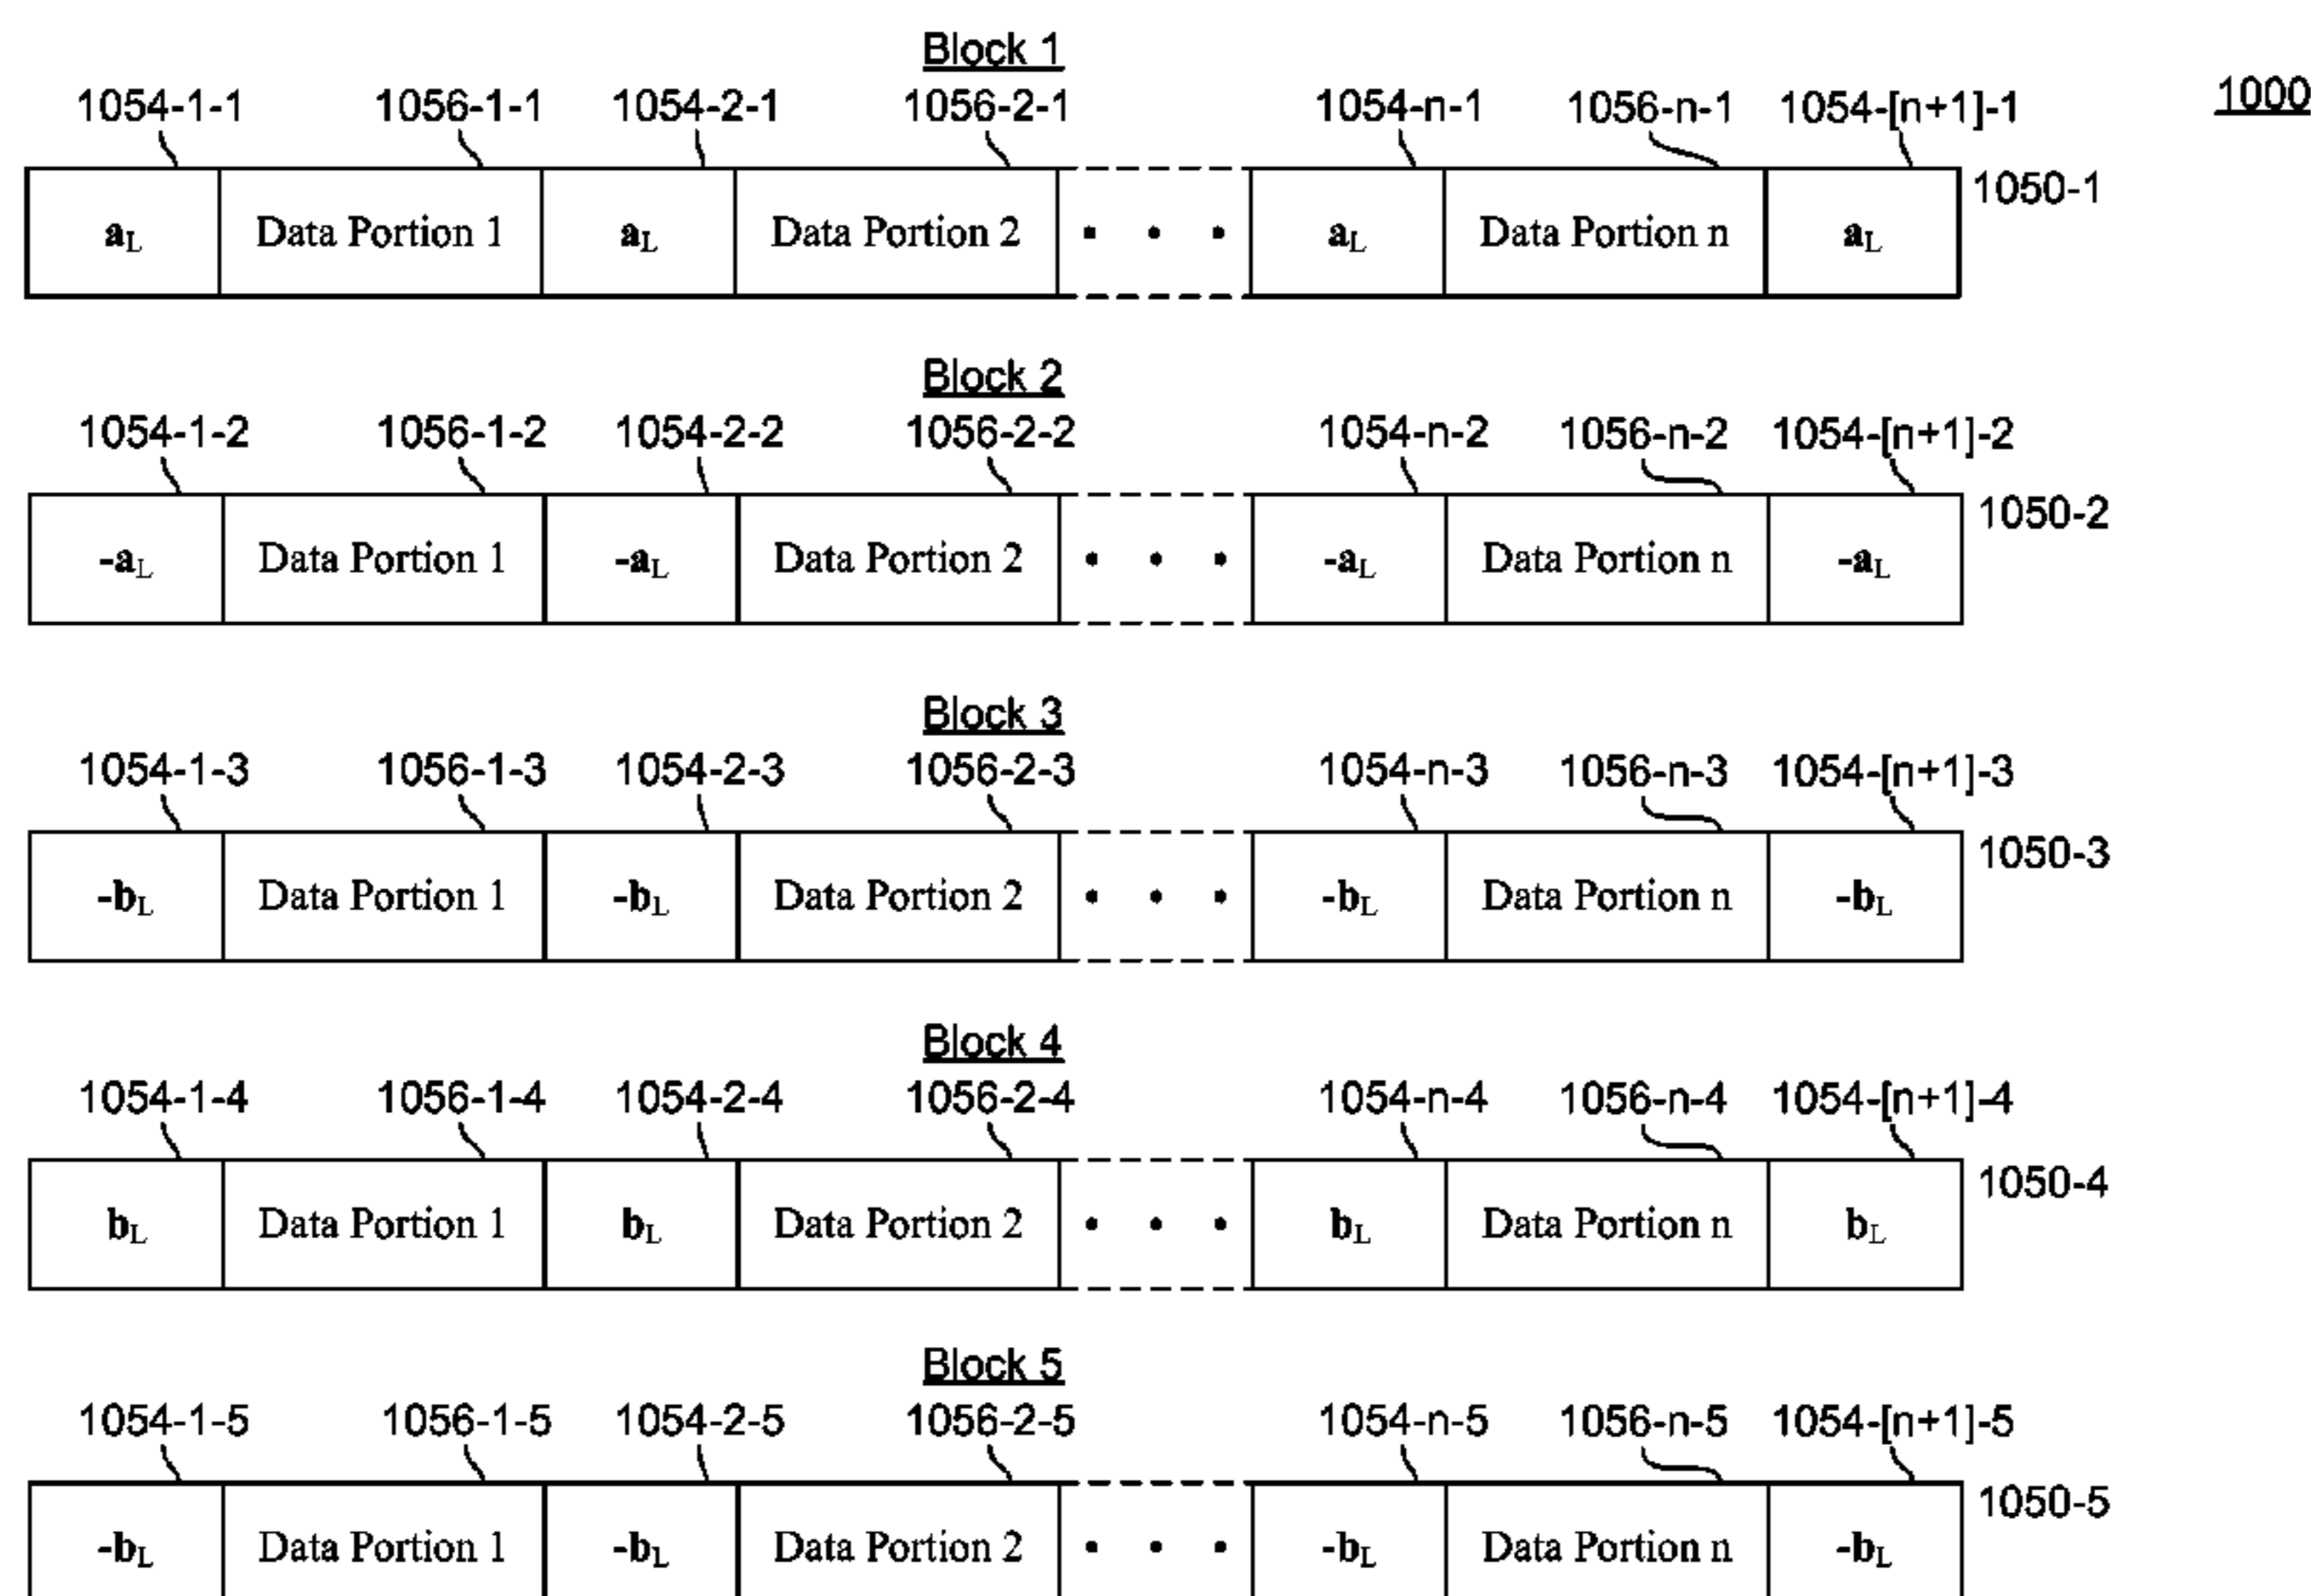 Block 1
1054-1-1 1056-1-1 1054-2-1 1056-2-1 1054-n-1 1056-n-1 1054-[n+1]-1 1000
aL Data Portion 1 aL Data Portion 2 • • • aL Data Portion n aL 1050-1
Block 2
1054-1-2 1056-1-2 1054-2-2 1056-2-2 1054-n-2 1056-n-2 1054-[n+1]-2
-aL Data Portion 1 -aL Data Portion 2 • • • -aL Data Portion n -aL 1050-2
Block 3
1054-1-3 1056-1-3 1054-2-3 1056-2-3 1054-n-3 1056-n-3 1054-[n+1]-3
-bL Data Portion 1 -bL Data Portion 2 • • • -bL Data Portion n -bL 1050-3
Block 4
1054-1-4 1056-1-4 1054-2-4 1056-2-4 1054-n-4 1056-n-4 1054-[n+1]-4
bL Data Portion 1 bL Data Portion 2 • • • bL Data Portion n bL 1050-4
Block 5
1054-1-5 1056-1-5 1054-2-5 1056-2-5 1054-n-5 1056-n-5 1054-[n+1]-5
-bL Data Portion 1 -bL Data Portion 2 • • • -bL Data Portion n -bL 1050-5